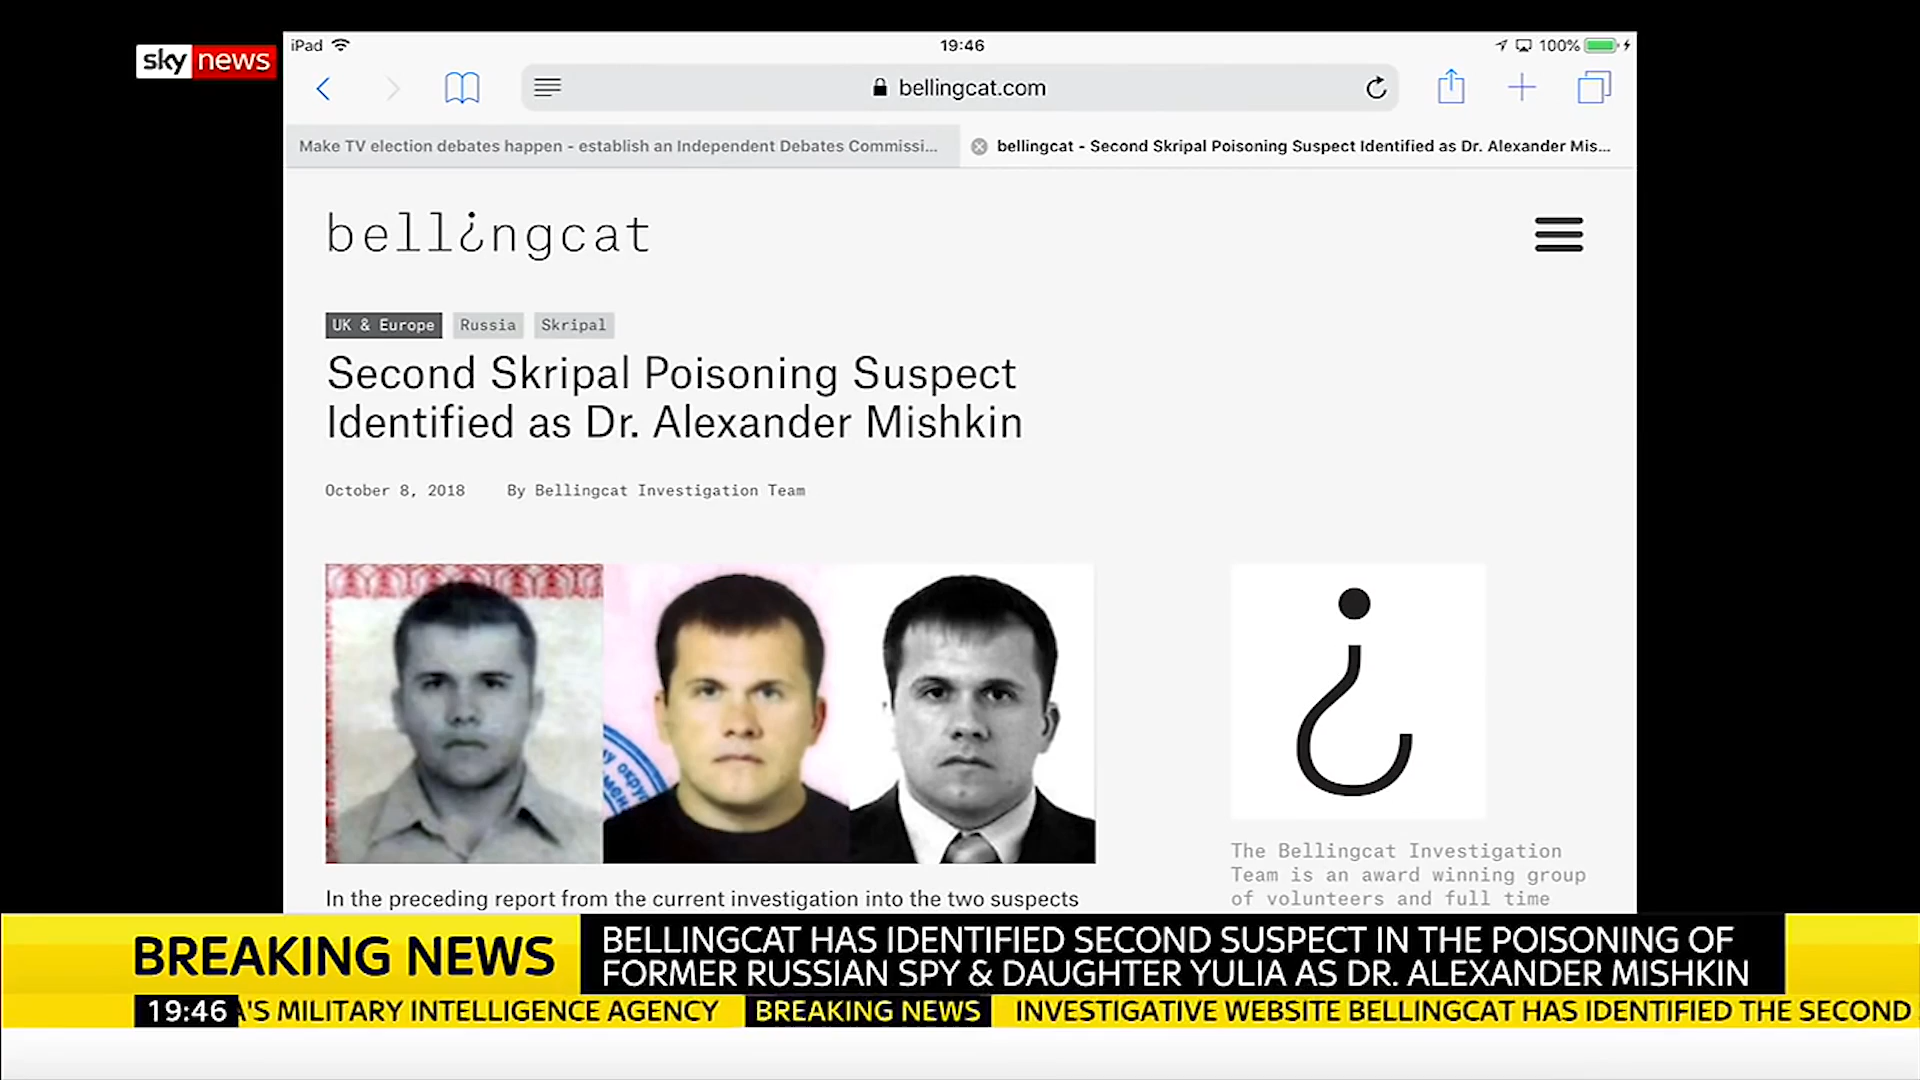 sky news
iPad
19:46
100%
bellingcat.com
Make TV election debates happen - establish an Independent Debates Commissi...
bellingcat - Second Skripal Poisoning Suspect Identified as Dr. Alexander Mis...
bell¿ngcat
UK & Europe Russia Skripal
Second Skripal Poisoning Suspect
Identified as Dr. Alexander Mishkin
October 8, 2018 By Bellingcat Investigation Team
¿
The Bellingcat Investigation
Team is an award winning group
of volunteers and full time
In the preceding report from the current investigation into the two suspects
BREAKING NEWS
BELLINGCAT HAS IDENTIFIED SECOND SUSPECT IN THE POISONING OF
FORMER RUSSIAN SPY & DAUGHTER YULIA AS DR. ALEXANDER MISHKIN
19:46 A'S MILITARY INTELLIGENCE AGENCY BREAKING NEWS INVESTIGATIVE WEBSITE BELLINGCAT HAS IDENTIFIED THE SECOND